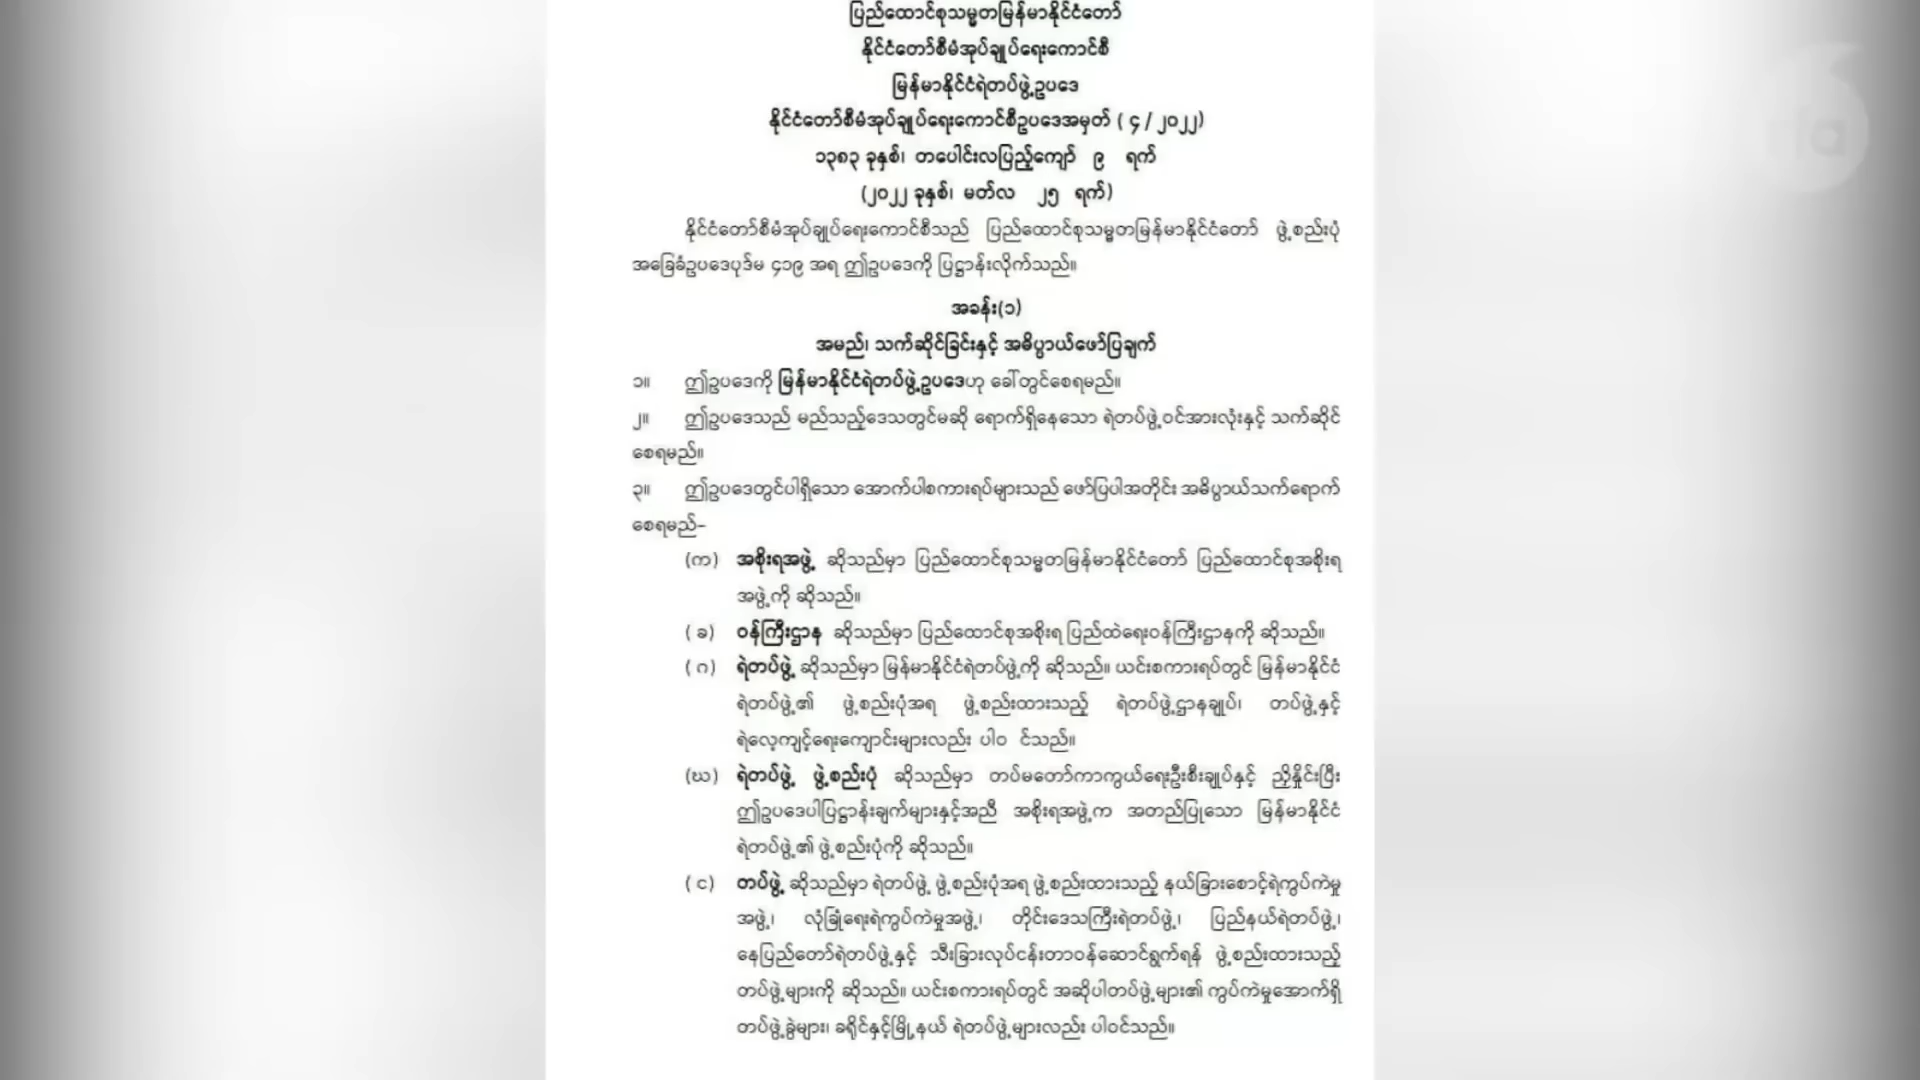 ပြည်ထောင်စုသမ္မတမြန်မာနိုင်ငံတော်
နိုင်ငံတော်စီမံအုပ်ချုပ်ရေးကောင်စီ
မြန်မာနိုင်ငံရဲတပ်ဖွဲ့ဥပဒေ
နိုင်ငံတော်စီမံအုပ်ချုပ်ရေးကောင်စီဥပဒေအမှတ် ( ၄ / ၂၀၂၂)
၁၃၈၃ ခုနှစ်၊ တပေါင်းလပြည့်ကျော် ၉ ရက်
(၂၀၂၂ ခုနှစ်၊ မတ်လ ၂၅ ရက်)
နိုင်ငံတော်စီမံအုပ်ချုပ်ရေးကောင်စီသည် ပြည်ထောင်စုသမ္မတမြန်မာနိုင်ငံတော် ဖွဲ့စည်းပုံ
အခြေခံဥပဒေပုဒ်မ ၄၁၉ အရ ဤဥပဒေကို ပြဋ္ဌာန်းလိုက်သည်။
အခန်း(၁)
အမည်၊ သက်ဆိုင်ခြင်းနှင့် အဓိပ္ပာယ်ဖော်ပြချက်
၁။ ဤဥပဒေကို မြန်မာနိုင်ငံရဲတပ်ဖွဲ့ဥပဒေဟု ခေါ်တွင်စေရမည်။
၂။ ဤဥပဒေသည် မည်သည့်ဒေသတွင်မဆို ရောက်ရှိနေသော ရဲတပ်ဖွဲ့ဝင်အားလုံးနှင့် သက်ဆိုင်
စေရမည်။
၃။ ဤဥပဒေတွင်ပါရှိသော အောက်ပါစကားရပ်များသည် ဖော်ပြပါအတိုင်း အဓိပ္ပာယ်သက်ရောက်
စေရမည်-
(က) အစိုးရအဖွဲ့ ဆိုသည်မှာ ပြည်ထောင်စုသမ္မတမြန်မာနိုင်ငံတော် ပြည်ထောင်စုအစိုးရ
အဖွဲ့ကို ဆိုသည်။
( ခ) ဝန်ကြီးဌာန ဆိုသည်မှာ ပြည်ထောင်စုအစိုးရ ပြည်ထဲရေးဝန်ကြီးဌာနကို ဆိုသည်။
( ဂ) ရဲတပ်ဖွဲ့ ဆိုသည်မှာ မြန်မာနိုင်ငံရဲတပ်ဖွဲ့ကို ဆိုသည်။ ယင်းစကားရပ်တွင် မြန်မာနိုင်ငံ
ရဲတပ်ဖွဲ့၏ ဖွဲ့စည်းပုံအရ ဖွဲ့စည်းထားသည့် ရဲတပ်ဖွဲ့ဌာနချုပ်၊ တပ်ဖွဲ့နှင့်
ရဲလေ့ကျင့်ရေးကျောင်းများလည်း ပါဝ င်သည်။
(ဃ) ရဲတပ်ဖွဲ့ ဖွဲ့စည်းပုံ ဆိုသည်မှာ တပ်မတော်ကာကွယ်ရေးဦးစီးချုပ်နှင့် ညှိနှိုင်းပြီး
ဤဥပဒေပါပြဋ္ဌာန်းချက်များနှင့်အညီ အစိုးရအဖွဲ့က အတည်ပြုသော မြန်မာနိုင်ငံ
ရဲတပ်ဖွဲ့၏ ဖွဲ့စည်းပုံကို ဆိုသည်။
( င) တပ်ဖွဲ့ ဆိုသည်မှာ ရဲတပ်ဖွဲ့ ဖွဲ့စည်းပုံအရ ဖွဲ့စည်းထားသည့် နယ်ခြားစောင့်ရဲကွပ်ကဲမှု
အဖွဲ့၊ လုံခြုံရေးရဲကွပ်ကဲမှုအဖွဲ့၊ တိုင်းဒေသကြီးရဲတပ်ဖွဲ့၊ ပြည်နယ်ရဲတပ်ဖွဲ့၊
နေပြည်တော်ရဲတပ်ဖွဲ့နှင့် သီးခြားလုပ်ငန်းတာဝန်ဆောင်ရွက်ရန် ဖွဲ့စည်းထားသည့်
တပ်ဖွဲ့များကို ဆိုသည်။ ယင်းစကားရပ်တွင် အဆိုပါတပ်ဖွဲ့များ၏ ကွပ်ကဲမှုအောက်ရှိ
တပ်ဖွဲ့ခွဲများ၊ ခရိုင်နှင့်မြို့နယ် ရဲတပ်ဖွဲ့များလည်း ပါဝင်သည်။
rfa